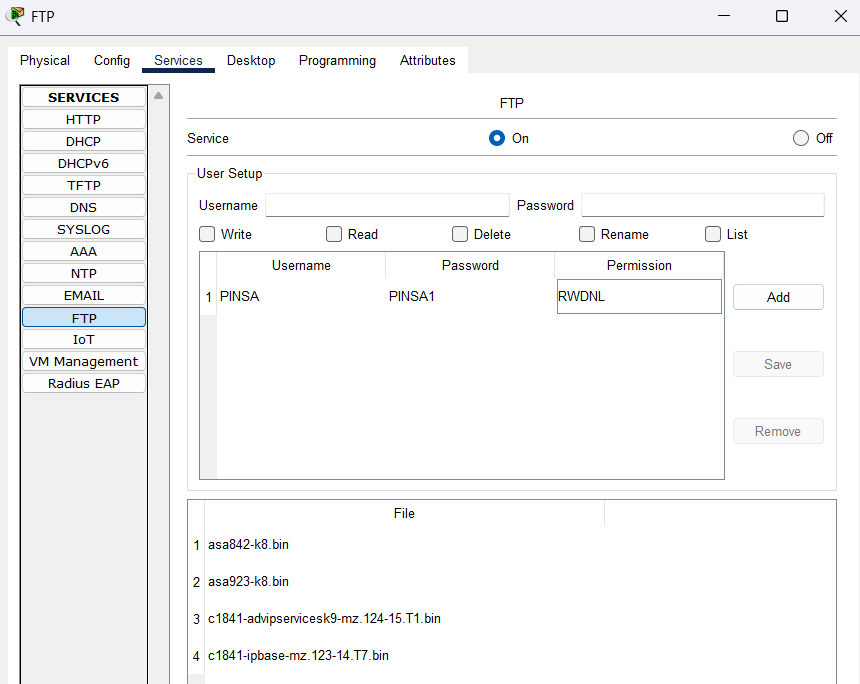 FTP
Physical Config Services Desktop Programming Attributes
SERVICES
HTTP
DHCP
DHCPv6
TFTP
DNS
SYSLOG
AAA
NTP
EMAIL
FTP
IoT
VM Management
Radius EAP
FTP
Service On Off
User Setup
Username Password
Write Read Delete Rename List
Username Password Permission
1 PINSA PINSA1 RWDNL
Add
Save
Remove
File
1 asa842-k8.bin
2 asa923-k8.bin
3 c1841-advipservicesk9-mz.124-15.T1.bin
4 c1841-ipbase-mz.123-14.T7.bin